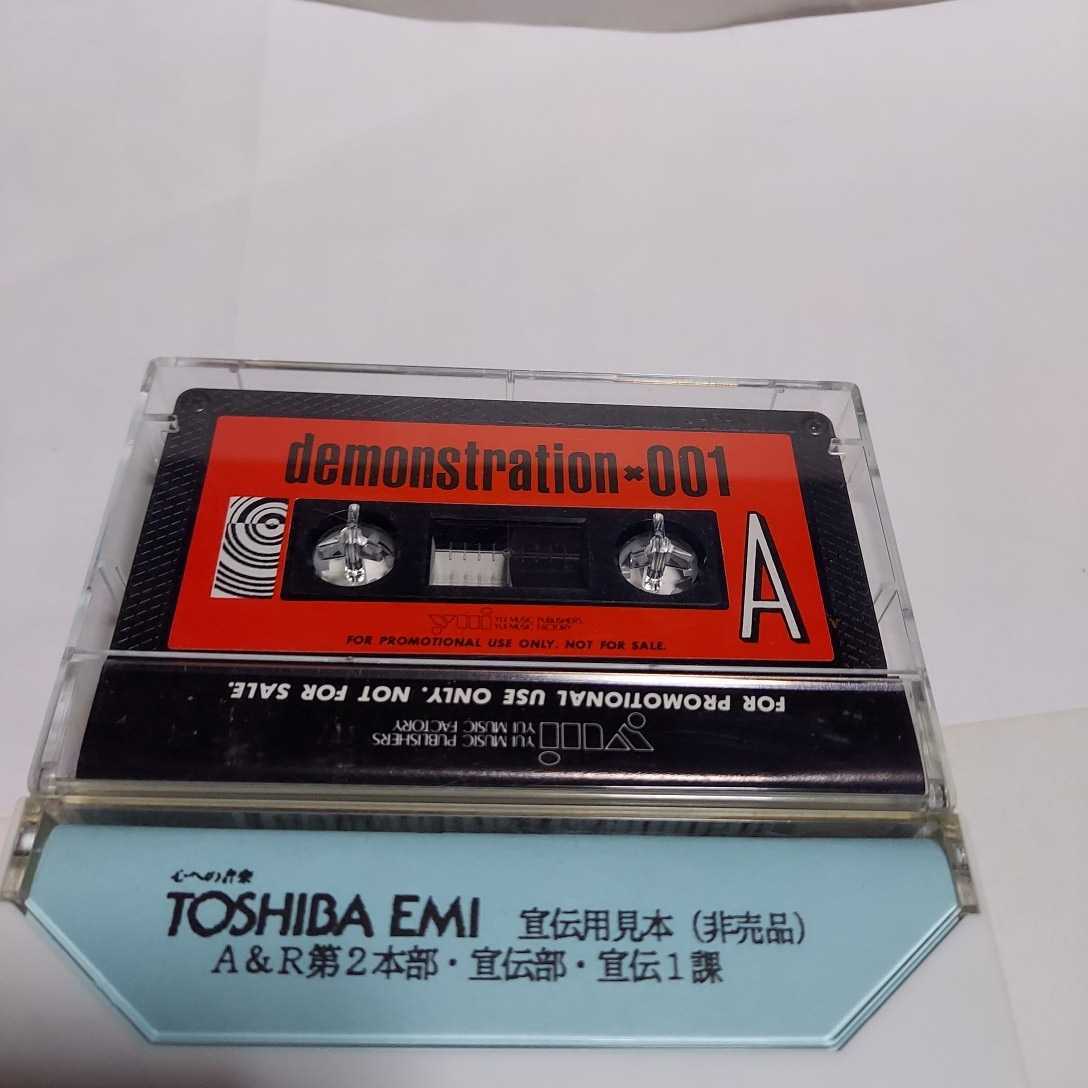 demonstration×001
A
yui YUI MUSIC PUBLISHERS
YUI MUSIC FACTORY
FOR PROMOTIONAL USE ONLY. NOT FOR SALE.
FOR PROMOTIONAL USE ONLY. NOT FOR SALE.
yui YUI MUSIC PUBLISHERS
YUI MUSIC FACTORY
心への音楽
TOSHIBA EMI 宣伝用見本（非売品）
A＆R第2本部・宣伝部・宣伝1課